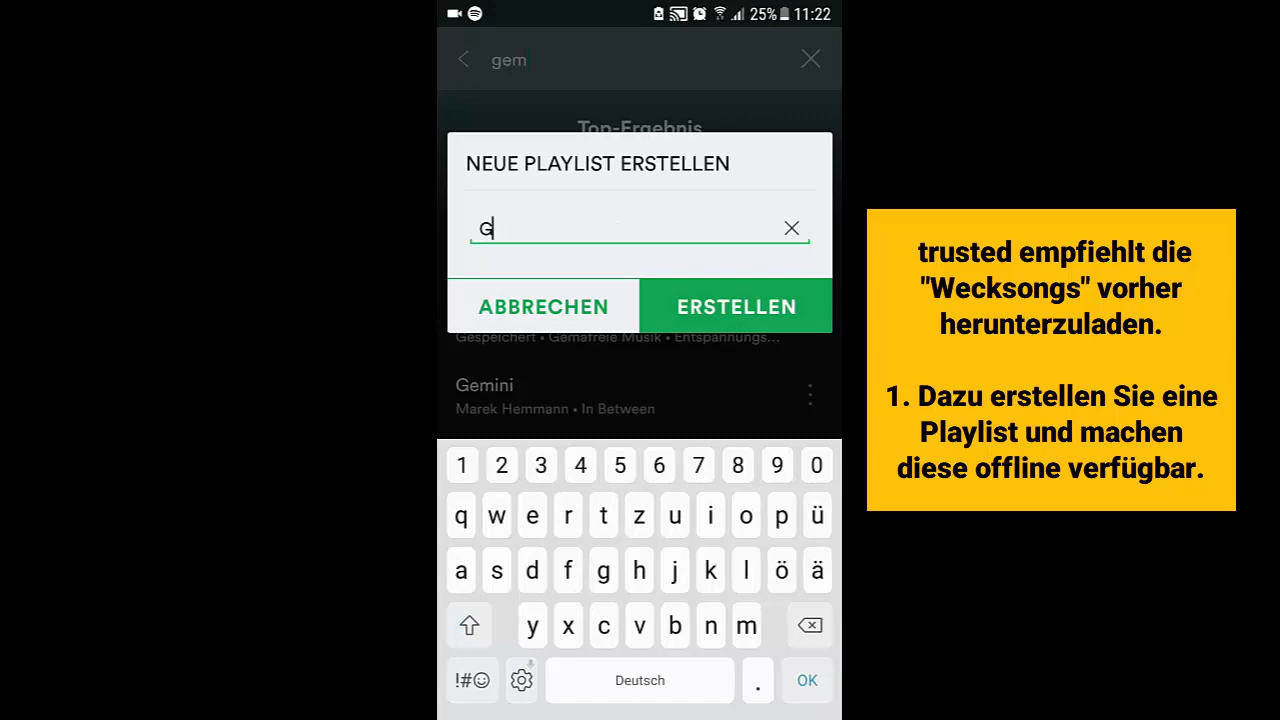 25% 11:22
gem
Top-Ergebnis
NEUE PLAYLIST ERSTELLEN
G
ABBRECHEN ERSTELLEN
Gespeichert • Gemafreie Musik • Entspannungs...
Gemini
Marek Hemmann • In Between
1 2 3 4 5 6 7 8 9 0
q w e r t z u i o p ü
a s d f g h j k l ö ä
y x c v b n m
!#☺ Deutsch . OK
trusted empfiehlt die
"Wecksongs" vorher
herunterzuladen.
1. Dazu erstellen Sie eine
Playlist und machen
diese offline verfügbar.